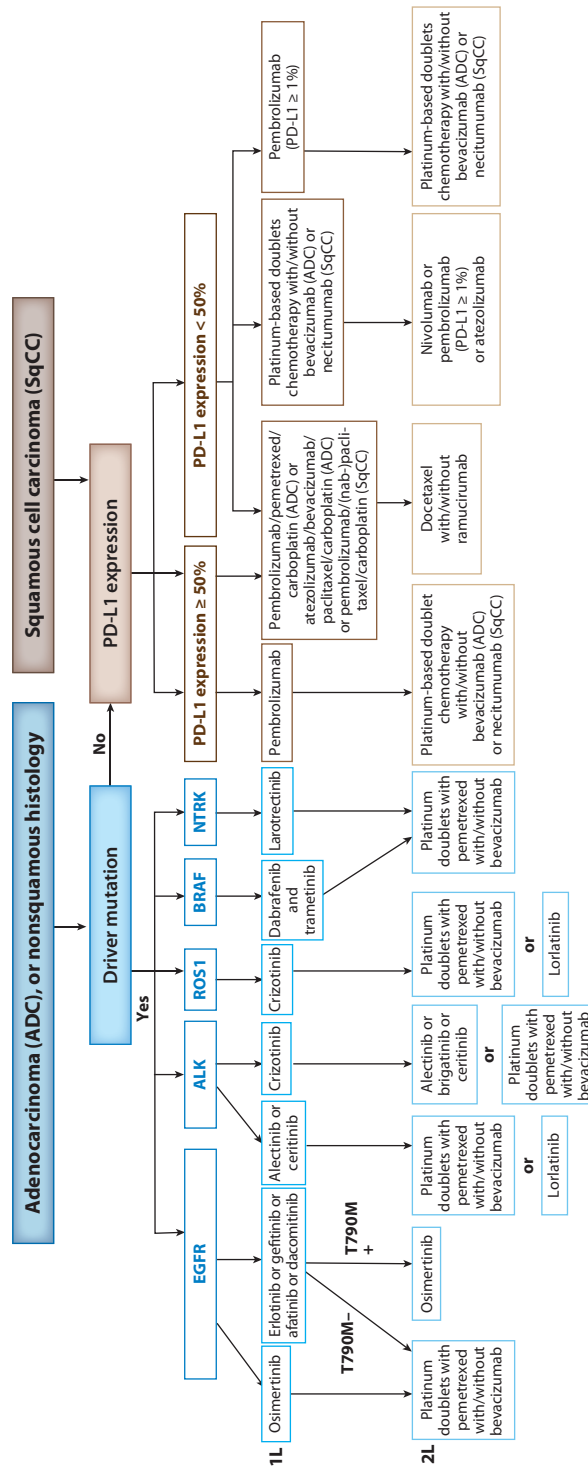 Adenocarcinoma (ADC), or nonsquamous histology
Squamous cell carcinoma (SqCC)
Driver mutation
No
PD-L1 expression
Yes
EGFR
ALK
ROS1
BRAF
NTRK
PD-L1 expression ≥ 50%
PD-L1 expression < 50%
1L
Osimertinib
Erlotinib or gefitinib or
afatinib or dacomitinib
Alectinib or
ceritinib
Crizotinib
Crizotinib
Dabrafenib
and
trametinib
Larotrectinib
Pembrolizumab
Pembrolizumab/pemetrexed/
carboplatin (ADC) or
atezolizumab/bevacizumab/
paclitaxel/carboplatin (ADC)
or pembrolizumab/(nab-)pacli-
taxel/carboplatin (SqCC)
Platinum-based doublets
chemotherapy with/without
bevacizumab (ADC) or
necitumumab (SqCC)
Pembrolizumab
(PD-L1 ≥ 1%)
T790M–
T790M
+
2L
Platinum
doublets with
pemetrexed
with/without
bevacizumab
Osimertinib
Platinum
doublets with
pemetrexed
with/without
bevacizumab
or
Lorlatinib
Alectinib or
brigatinib or
ceritinib
or
Platinum
doublets with
pemetrexed
with/without
bevacizumab
Platinum
doublets with
pemetrexed
with/without
bevacizumab
or
Lorlatinib
Platinum
doublets with
pemetrexed
with/without
bevacizumab
Platinum-based doublet
chemotherapy
with/without
bevacizumab (ADC)
or necitumumab (SqCC)
Docetaxel
with/without
ramucirumab
Nivolumab or
pembrolizumab
(PD-L1 ≥ 1%)
or atezolizumab
Platinum-based doublets
chemotherapy with/without
bevacizumab (ADC) or
necitumumab (SqCC)